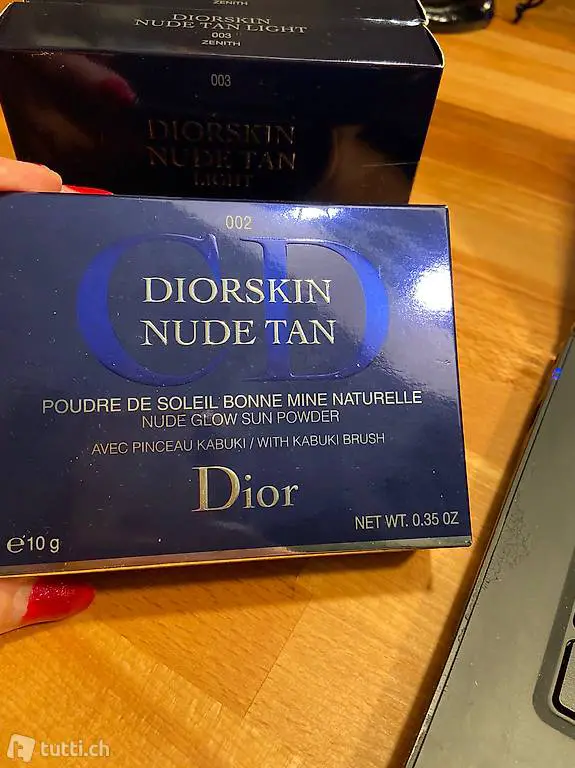 ZENITH
DIORSKIN
NUDE TAN LIGHT
003
ZENITH
003
DIORSKIN
NUDE TAN
LIGHT
002
CD
DIORSKIN
NUDE TAN
POUDRE DE SOLEIL BONNE MINE NATURELLE
NUDE GLOW SUN POWDER
AVEC PINCEAU KABUKI / WITH KABUKI BRUSH
Dior
NET WT. 0.35 OZ
e 10 g
tutti.ch